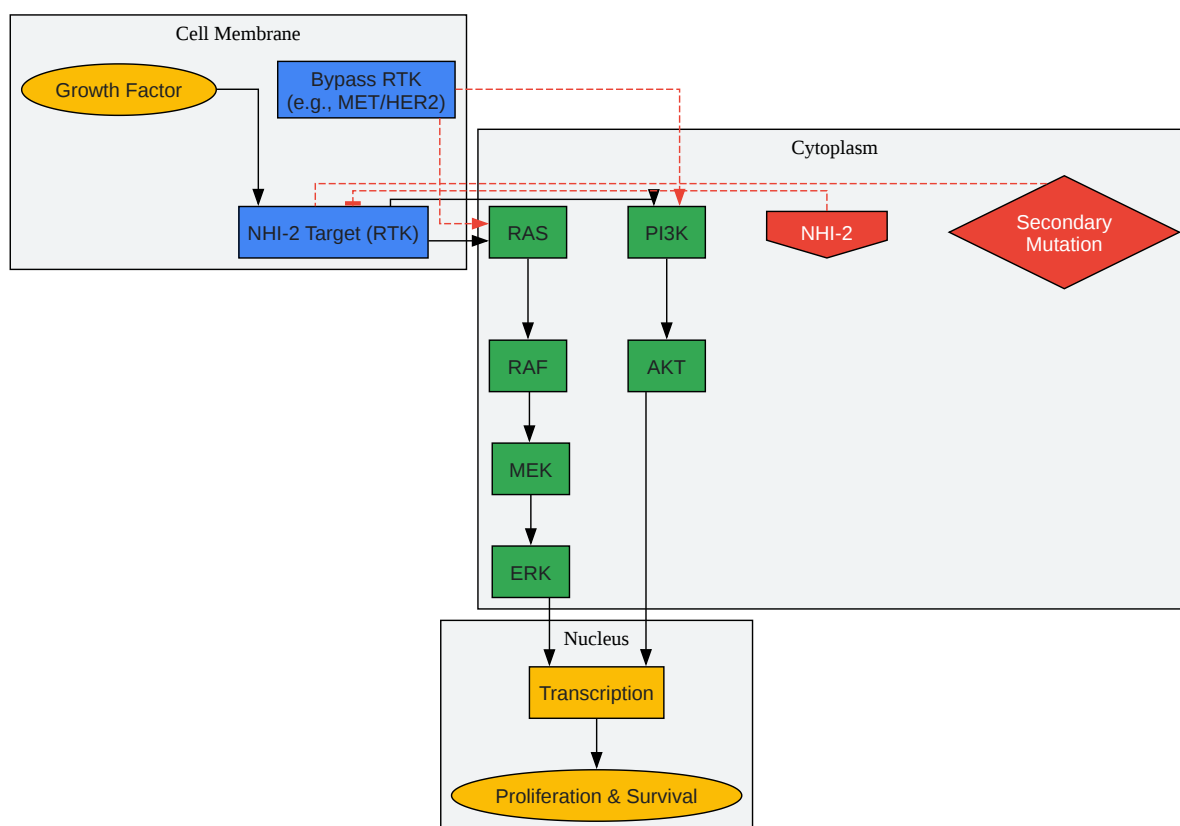 Cell Membrane
Growth Factor
Bypass RTK
(e.g., MET/HER2)
NHI-2 Target (RTK)
Cytoplasm
RAS
PI3K
NHI-2
Secondary
Mutation
RAF
AKT
MEK
ERK
Nucleus
Transcription
Proliferation & Survival